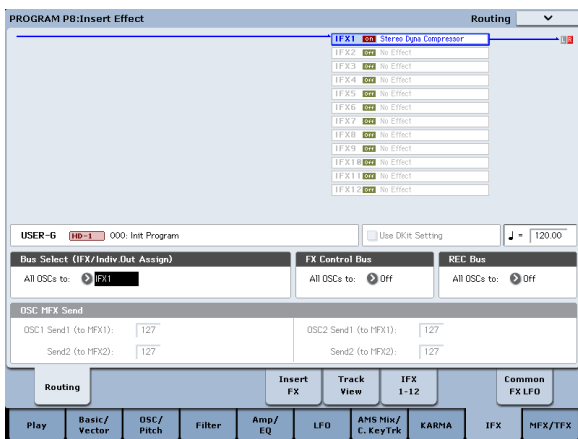 PROGRAM P8:Insert Effect Routing
IFX1 On Stereo Dyna Compressor L R
IFX2 Off No Effect
IFX3 Off No Effect
IFX4 Off No Effect
IFX5 Off No Effect
IFX6 Off No Effect
IFX7 Off No Effect
IFX8 Off No Effect
IFX9 Off No Effect
IFX10 Off No Effect
IFX11 Off No Effect
IFX12 Off No Effect
USER-G HD-1 000: Init Program Use DKit Setting ♩ = 120.00
Bus Select (IFX/Indiv.Out Assign) FX Control Bus REC Bus
All OSCs to: IFX1 All OSCs to: Off All OSCs to: Off
OSC MFX Send
OSC1 Send1 (to MFX1): 127 OSC2 Send1 (to MFX1): 127
Send2 (to MFX2): 127 Send2 (to MFX2): 127
Routing Insert FX Track View IFX 1-12 Common FX LFO
Play Basic/Vector OSC/Pitch Filter Amp/EQ LFO AMS Mix/C.KeyTrk KARMA IFX MFX/TFX